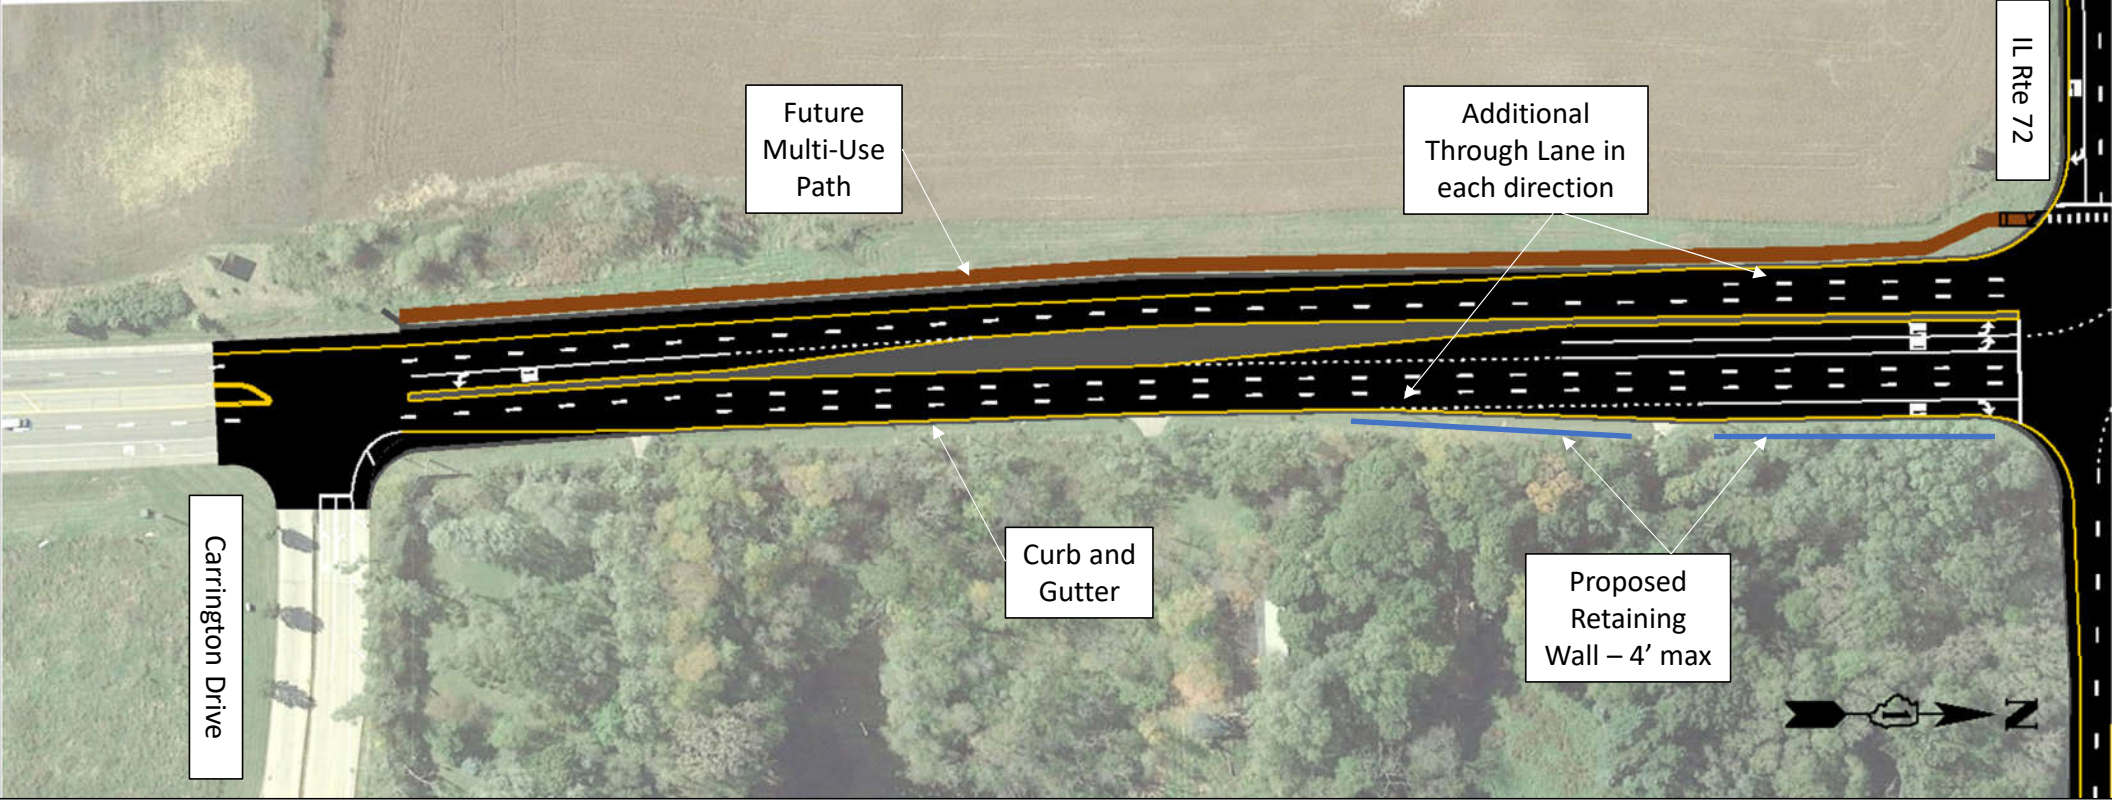 Future
Multi-Use
Path
Additional
Through Lane in
each direction
IL Rte 72
Curb and
Gutter
Proposed
Retaining
Wall – 4’ max
Carrington Drive
N